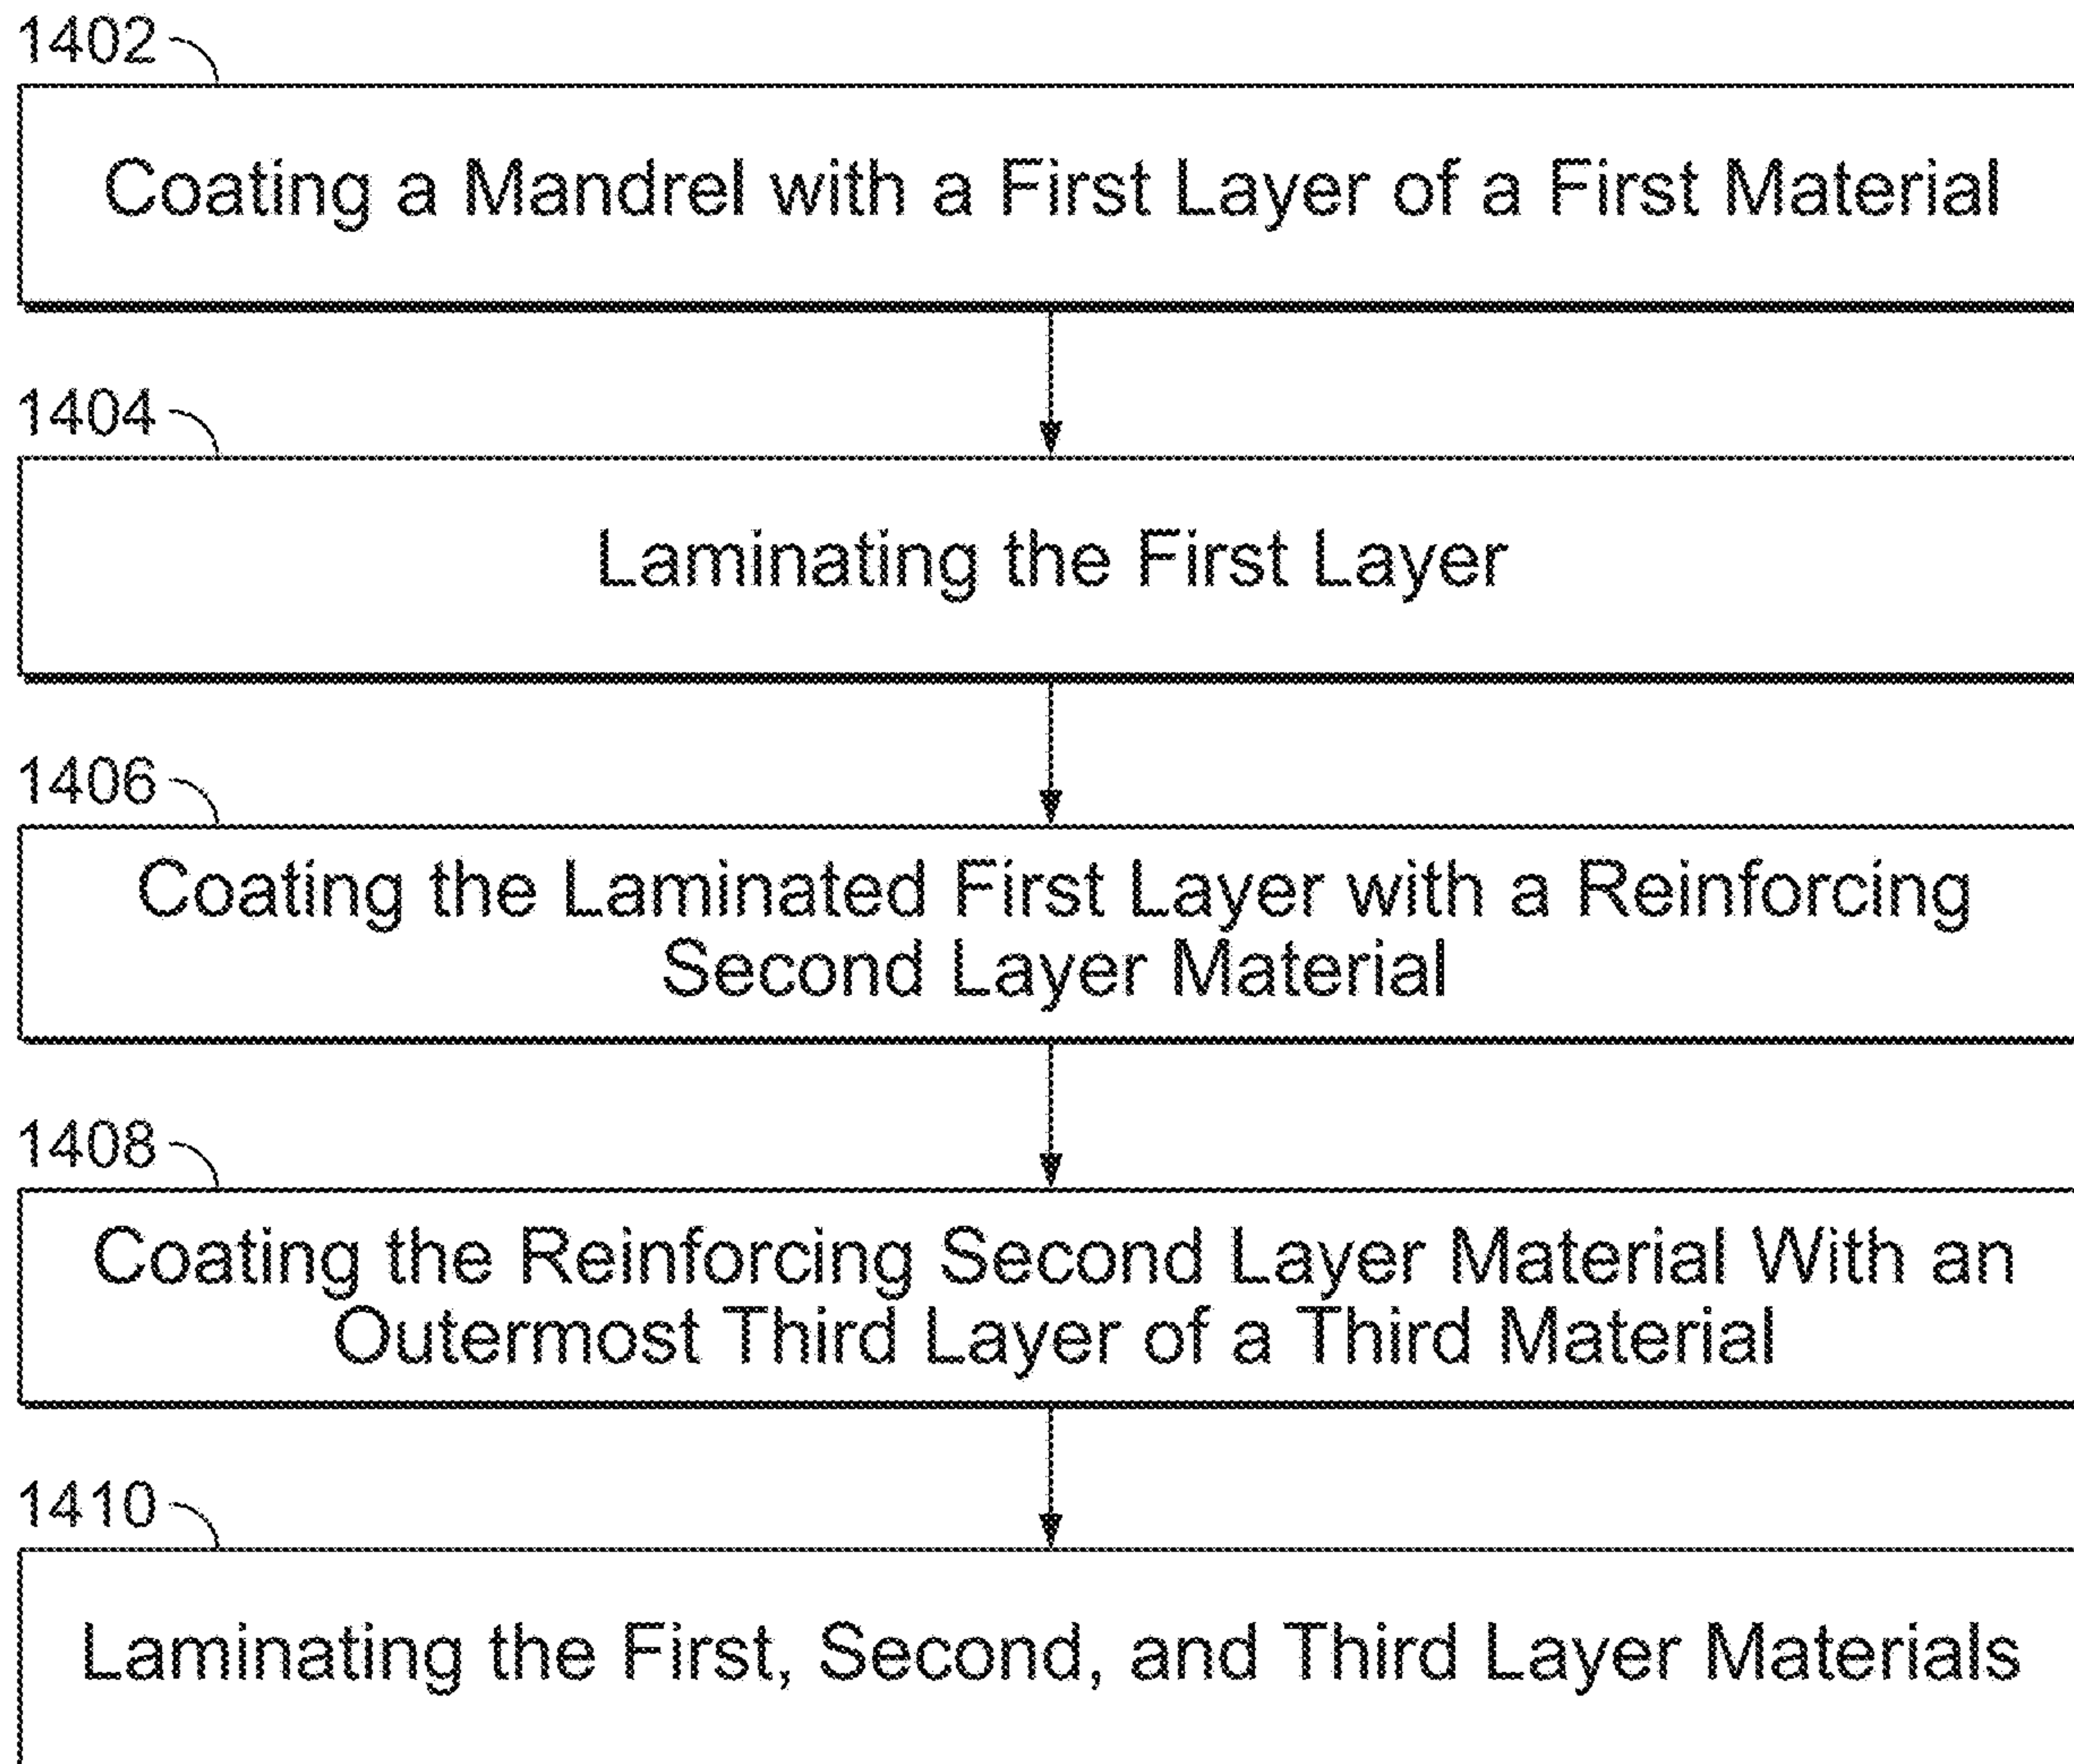 1402
Coating a Mandrel with a First Layer of a First Material
1404
Laminating the First Layer
1406
Coating the Laminated First Layer with a Reinforcing
Second Layer Material
1408
Coating the Reinforcing Second Layer Material With an
Outermost Third Layer of a Third Material
1410
Laminating the First, Second, and Third Layer Materials